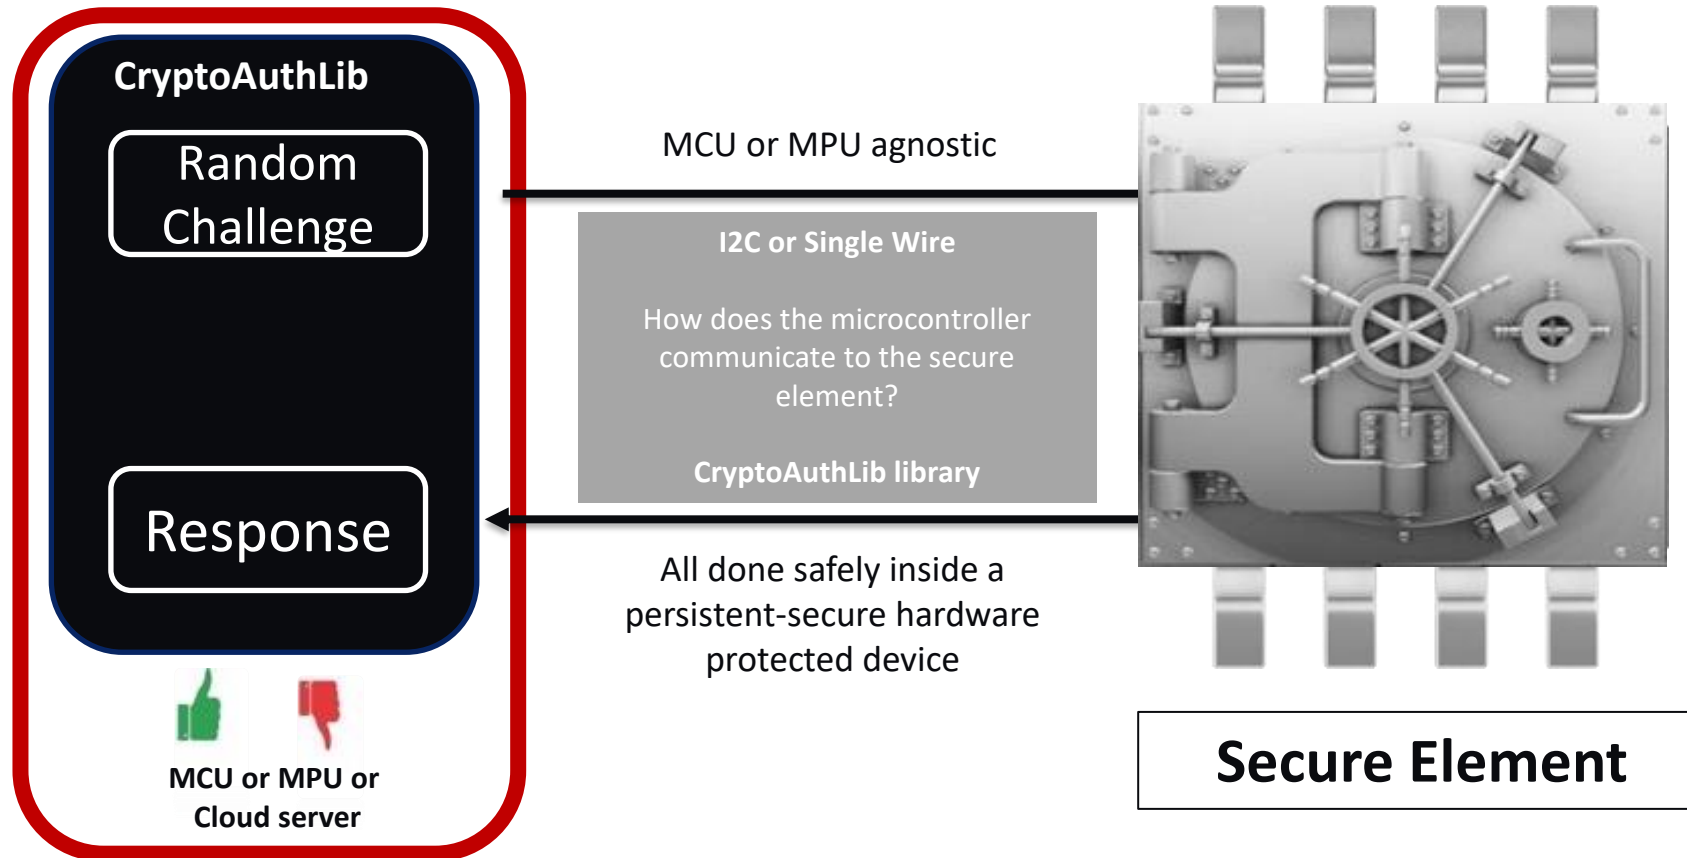 CryptoAuthLib
Random
Challenge
Response
MCU or MPU or
Cloud server
MCU or MPU agnostic
I2C or Single Wire
How does the microcontroller
communicate to the secure
element?
CryptoAuthLib library
All done safely inside a
persistent-secure hardware
protected device
Secure Element